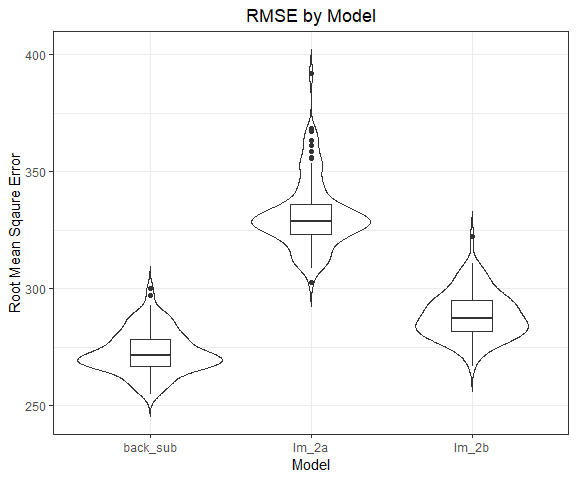 RMSE by Model
400
350
300
250
Root Mean Sqaure Error
back_sub
lm_2a
lm_2b
Model